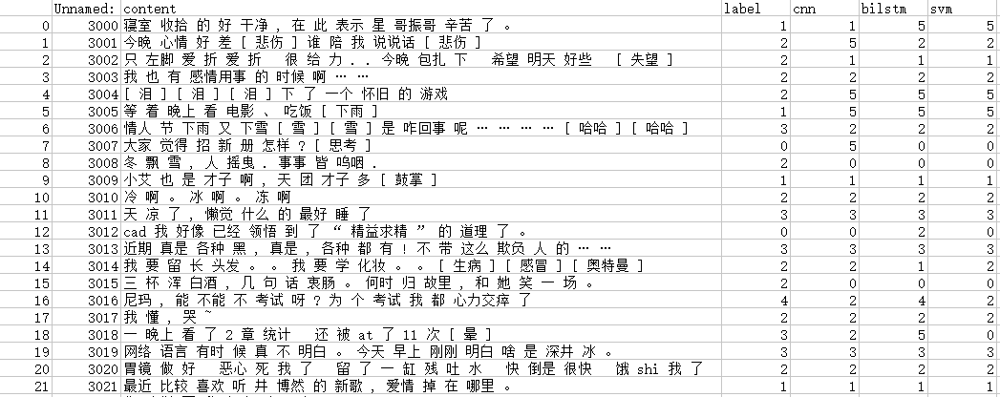 Unnamed: content label cnn bilstm svm
0 3000 寝室 收拾 的 好 干净 , 在 此 表示 星 哥振哥 辛苦 了 。 1 1 5 5
1 3001 今晚 心情 好 差 [ 悲伤 ] 谁 陪 我 说说话 [ 悲伤 ] 2 5 2 2
2 3002 只 左脚 爱 折 爱 折 很 给 力 . . 今晚 包扎 下 希望 明天 好些 [ 失望 ] 2 1 1 1
3 3003 我 也 有 感情用事 的 时候 啊 … … 2 2 2 2
4 3004 [ 泪 ] [ 泪 ] [ 泪 ] 下 了 一个 怀旧 的 游戏 2 5 5 5
5 3005 等 着 晚上 看 电影 、 吃饭 [ 下雨 ] 1 5 5 5
6 3006 情人 节 下雨 又 下雪 [ 雪 ] [ 雪 ] 是 咋回事 呢 … … … … [ 哈哈 ] [ 哈哈 ] 3 2 2 2
7 3007 大家 觉得 招 新 册 怎样 ? [ 思考 ] 0 5 0 0
8 3008 冬 飘 雪 , 人 摇曳 . 事事 皆 呜咽 . 2 0 0 0
9 3009 小艾 也 是 才子 啊 , 天 团 才子 多 [ 鼓掌 ] 1 1 1 1
10 3010 冷 啊 。 冰 啊 。 冻 啊 2 2 2 2
11 3011 天 凉 了 , 懒觉 什么 的 最好 睡 了 3 3 3 3
12 3012 cad 我 好像 已经 领悟 到 了 “ 精益求精 ” 的 道理 了 。 0 0 2 0
13 3013 近期 真是 各种 黑 , 真是 , 各种 都 有 ! 不 带 这么 欺负 人 的 … … 3 3 3 3
14 3014 我 要 留 长 头发 。 。 我 要 学 化妆 。 。 [ 生病 ] [ 感冒 ] [ 奥特曼 ] 2 2 1 2
15 3015 三 杯 浑 白酒 , 几 句 话 衷肠 。 何时 归 故里 , 和 她 笑 一 场 。 2 0 0 0
16 3016 尼玛 , 能 不能 不 考试 呀 ? 为 个 考试 我 都 心力交瘁 了 4 2 4 2
17 3017 我 懂 , 哭 ~ 2 2 2 2
18 3018 一 晚上 看 了 2 章 统计 还 被 at 了 11 次 [ 晕 ] 3 2 5 0
19 3019 网络 语言 有时 候 真 不 明白 。 今天 早上 刚刚 明白 啥 是 深井 冰 。 3 3 3 3
20 3020 胃镜 做 好 恶心 死 我 了 留 了 一 缸 残 吐 水 快 倒是 很快 饿 shi 我 了 2 2 2 2
21 3021 最近 比较 喜欢 听 井 博然 的 新歌 , 爱情 掉 在 哪里 。 1 1 1 1